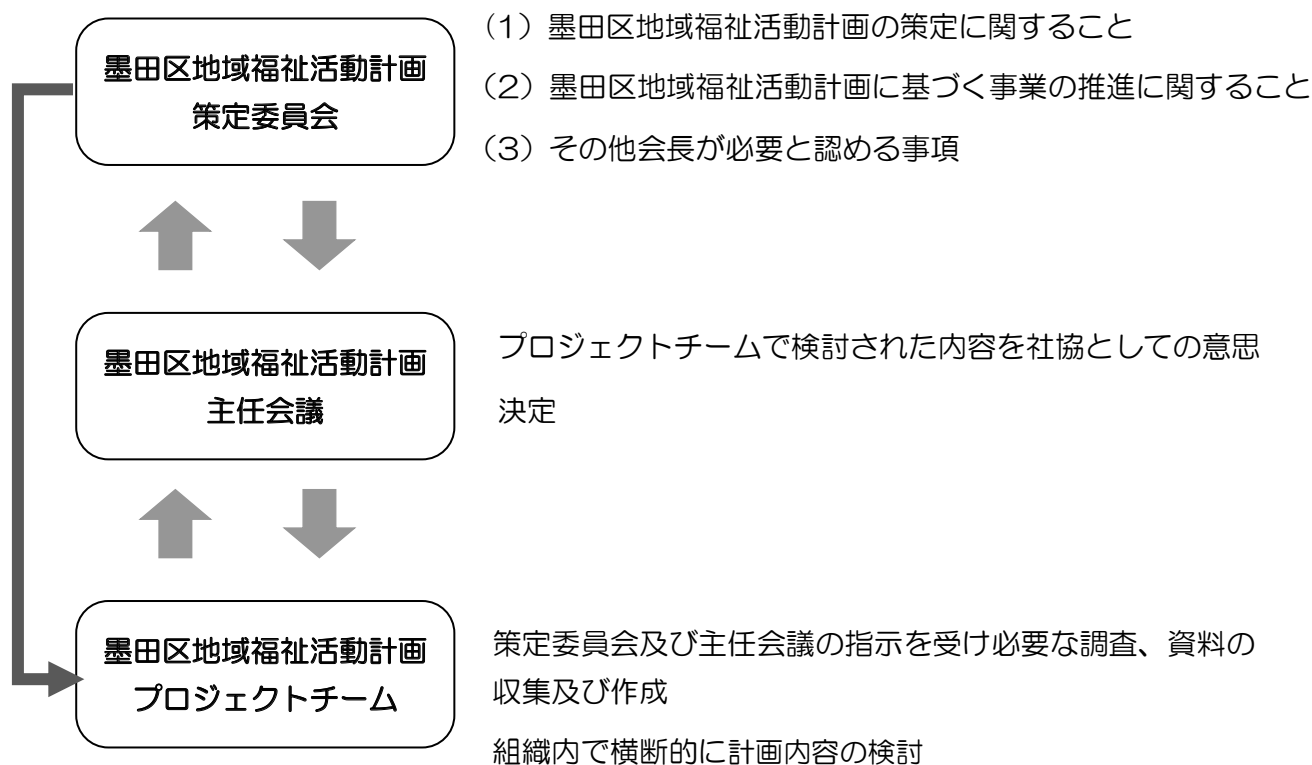 墨田区地域福祉活動計画
策定委員会
（1）墨田区地域福祉活動計画の策定に関すること
（2）墨田区地域福祉活動計画に基づく事業の推進に関すること
（3）その他会長が必要と認める事項
墨田区地域福祉活動計画
主任会議
プロジェクトチームで検討された内容を社協としての意思
決定
墨田区地域福祉活動計画
プロジェクトチーム
策定委員会及び主任会議の指示を受け必要な調査、資料の
収集及び作成
組織内で横断的に計画内容の検討